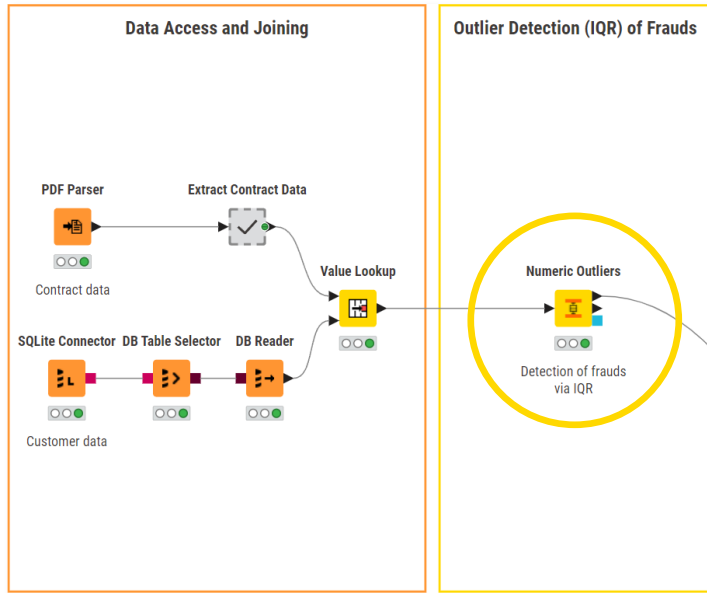 Data Access and Joining
Outlier Detection (IQR) of Frauds
PDF Parser
Extract Contract Data
Contract data
Value Lookup
Numeric Outliers
SQLite Connector
DB Table Selector
DB Reader
Customer data
Detection of frauds
via IQR